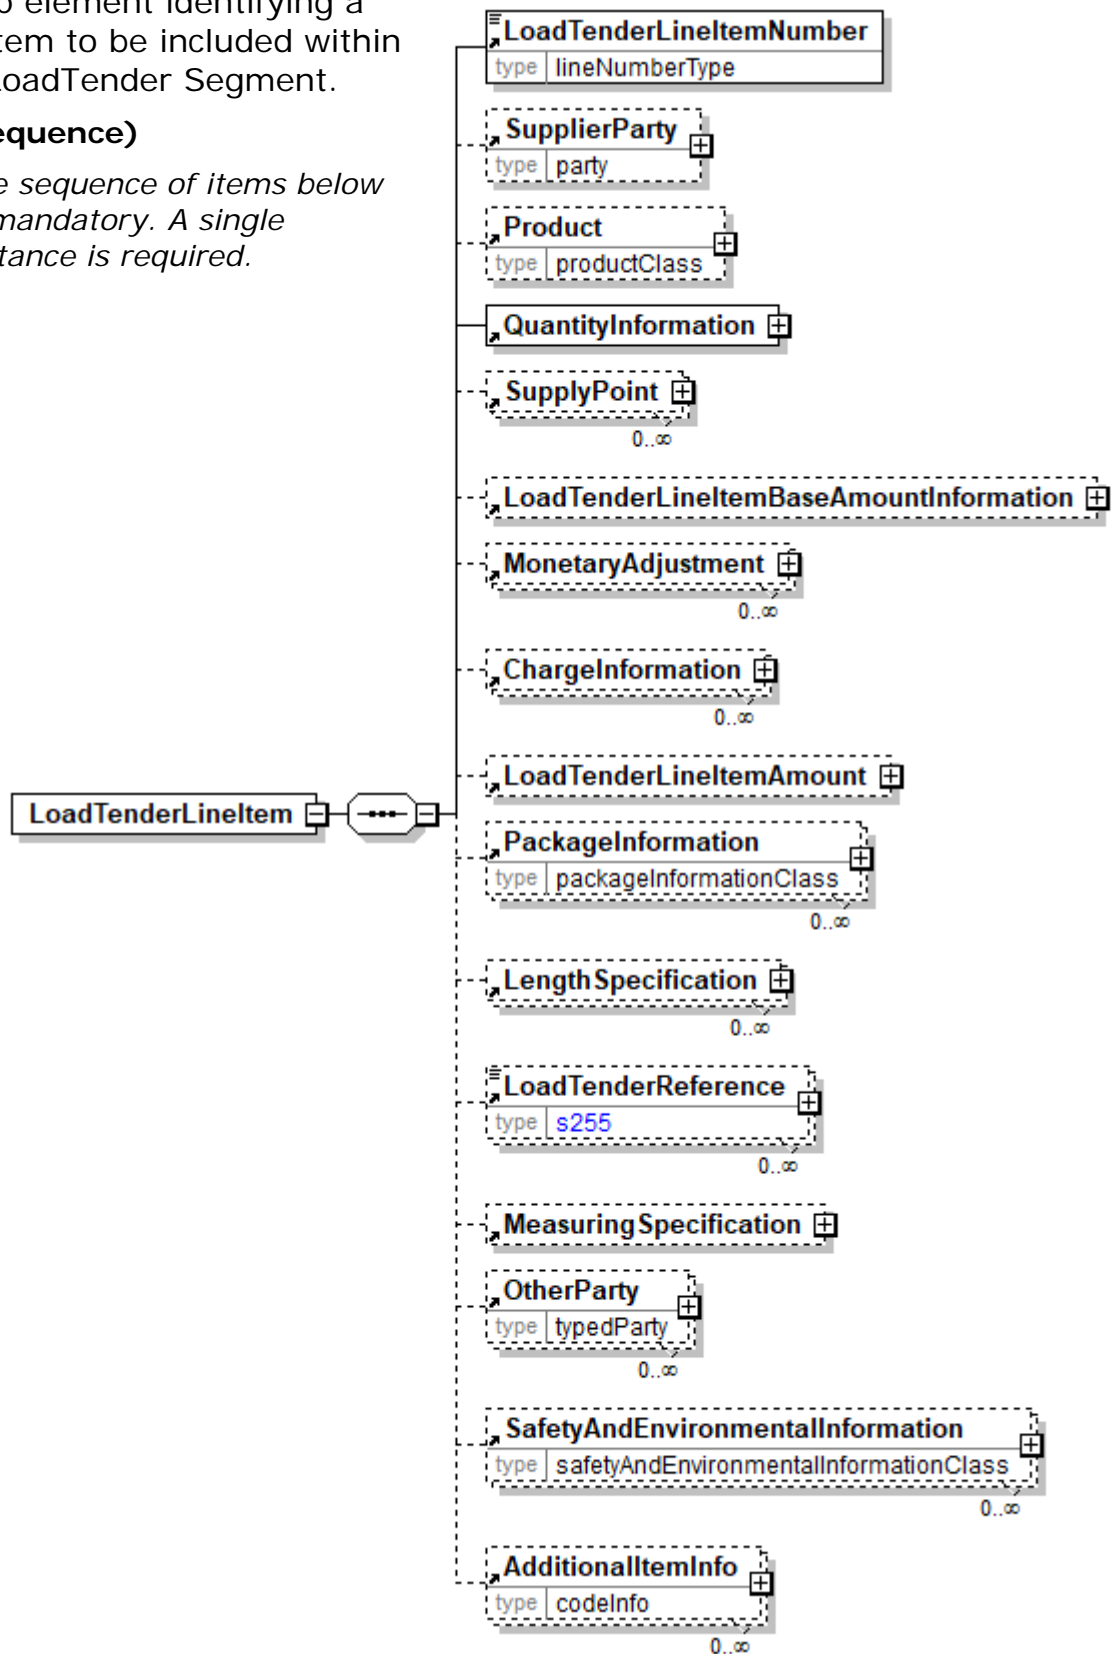 p element identifying a
tem to be included within
LoadTender Segment.
equence)
e sequence of items below
mandatory. A single
tance is required.
LoadTenderLineItem
LoadTenderLineItemNumber
type lineNumberType
SupplierParty
type party
Product
type productClass
QuantityInformation
SupplyPoint
0..∞
LoadTenderLineItemBaseAmountInformation
MonetaryAdjustment
0..∞
ChargeInformation
0..∞
LoadTenderLineItemAmount
PackageInformation
type packageInformationClass
0..∞
LengthSpecification
0..∞
LoadTenderReference
type s255
0..∞
MeasuringSpecification
OtherParty
type typedParty
0..∞
SafetyAndEnvironmentalInformation
type safetyAndEnvironmentalInformationClass
0..∞
AdditionalItemInfo
type codeInfo
0..∞